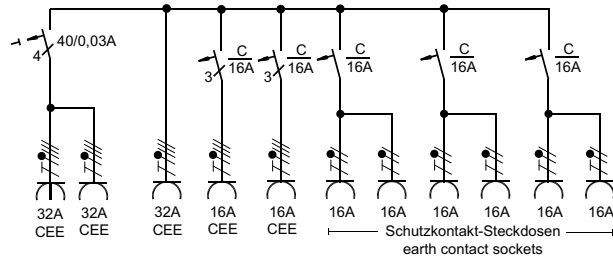 40/0,03A
4
C
16A
3
C
16A
3
C
16A
C
16A
C
16A
32A
CEE
32A
CEE
32A
CEE
16A
CEE
16A
CEE
16A
16A
16A
16A
16A
16A
Schutzkontakt-Steckdosen
earth contact sockets